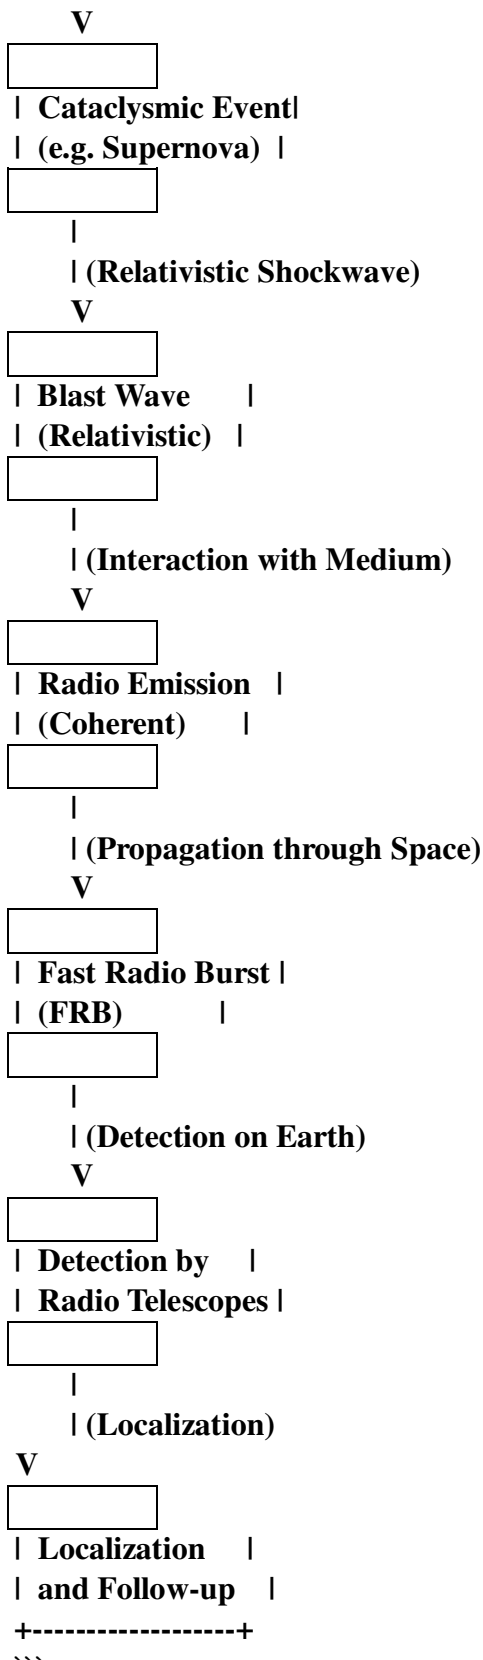 V
| Cataclysmic Event|
| (e.g. Supernova) |
|
| (Relativistic Shockwave)
V
| Blast Wave |
| (Relativistic) |
|
| (Interaction with Medium)
V
| Radio Emission |
| (Coherent) |
|
| (Propagation through Space)
V
| Fast Radio Burst |
| (FRB) |
|
| (Detection on Earth)
V
| Detection by |
| Radio Telescopes |
|
| (Localization)
V
| Localization |
| and Follow-up |
+-------------------+
```